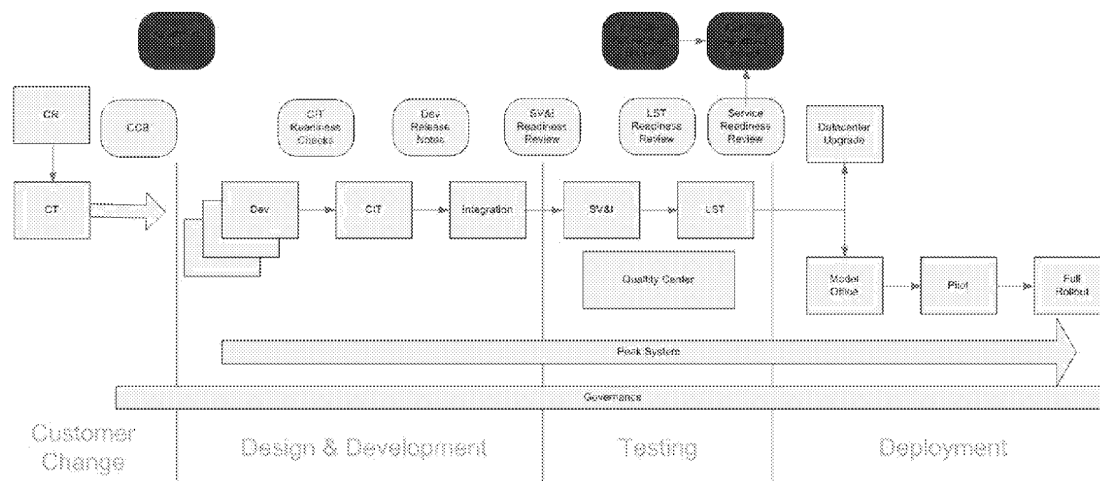 CR
CCB
CIT
Readiness
Checks
Dev
Release
Notes
SV&I
Readiness
Review
LST
Readiness
Review
Service
Readiness
Review
Datacenter
Upgrade
CT
Dev
CIT
Integration
SV&I
LST
Quality Center
Model
Office
Pilot
Full
Rollout
Peak System
Governance
Customer
Change
Design & Development
Testing
Deployment